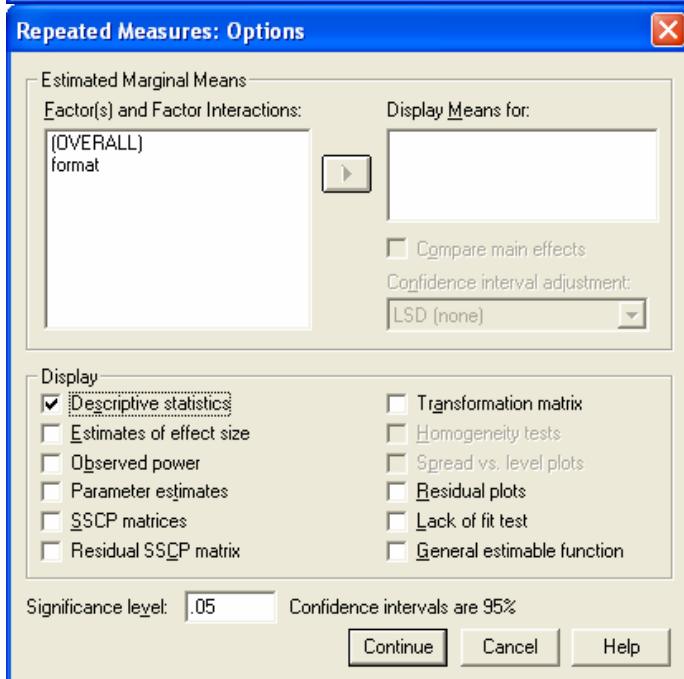 Repeated Measures: Options
Estimated Marginal Means
Factor(s) and Factor Interactions:
(OVERALL)
format
Display Means for:
Compare main effects
Confidence interval adjustment:
LSD (none)
Display
Descriptive statistics
Estimates of effect size
Observed power
Parameter estimates
SSCP matrices
Residual SSCP matrix
Transformation matrix
Homogeneity tests
Spread vs. level plots
Residual plots
Lack of fit test
General estimable function
Significance level: .05 Confidence intervals are 95%
Continue Cancel Help